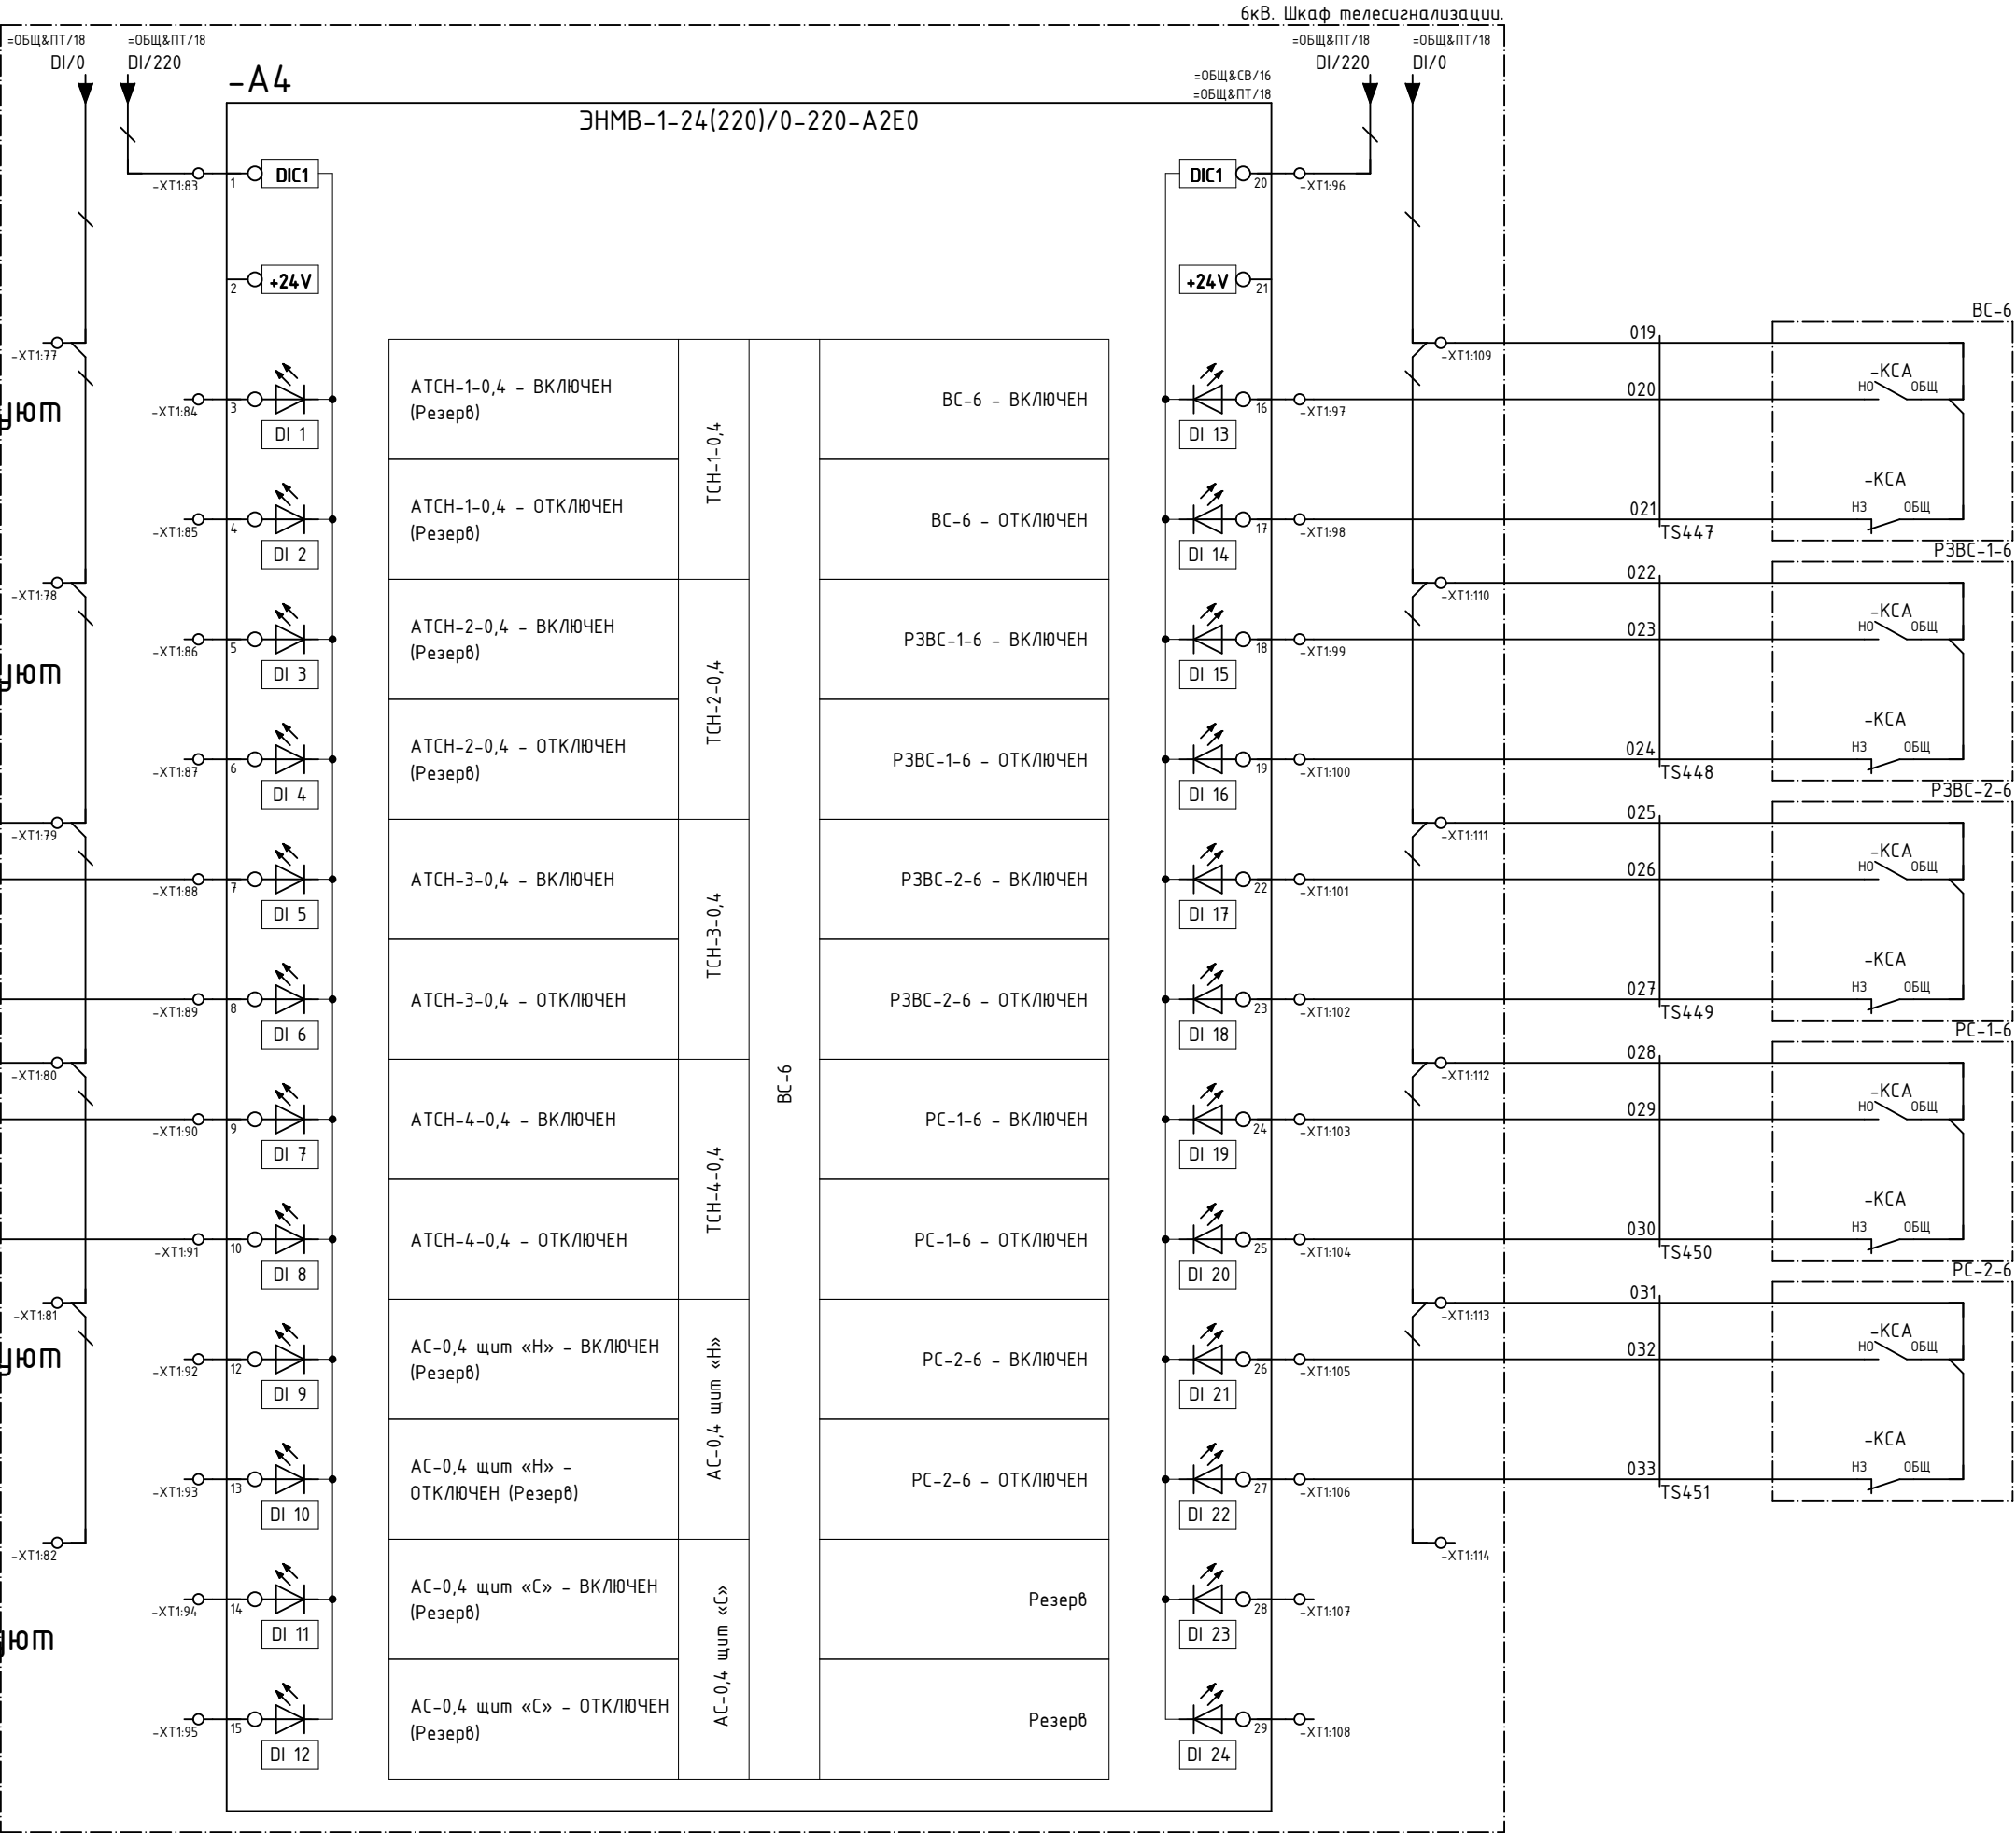 6кВ. Шкаф телесигнализации.
=ОБЩ&ПТ/18
=ОБЩ&ПТ/18
=ОБЩ&ПТ/18
=ОБЩ&ПТ/18
DI/0
DI/220
DI/220
DI/0
-A4
=ОБЩ&СВ/16
=ОБЩ&ПТ/18
ЭНМВ-1-24(220)/0-220-A2E0
-XT1:83
1
DIC1
DIC1
20
-XT1:96
2
+24V
+24V
21
-XT1:77
-XT1:84
3
DI 1
АТСН-1-0,4 - ВКЛЮЧЕН
(Резерв)
ТСН-1-0,4
ВС-6 - ВКЛЮЧЕН
16
DI 13
-XT1:97
-XT1:109
019
020
ВС-6
-КСА
НО
ОБЩ
уют
-XT1:85
4
DI 2
АТСН-1-0,4 - ОТКЛЮЧЕН
(Резерв)
ВС-6 - ОТКЛЮЧЕН
17
DI 14
-XT1:98
021
TS447
-КСА
НЗ
ОБЩ
-XT1:78
-XT1:86
5
DI 3
АТСН-2-0,4 - ВКЛЮЧЕН
(Резерв)
ТСН-2-0,4
РЗВС-1-6 - ВКЛЮЧЕН
18
DI 15
-XT1:99
-XT1:110
022
023
РЗВС-1-6
-КСА
НО
ОБЩ
уют
-XT1:87
6
DI 4
АТСН-2-0,4 - ОТКЛЮЧЕН
(Резерв)
РЗВС-1-6 - ОТКЛЮЧЕН
19
DI 16
-XT1:100
024
TS448
-КСА
НЗ
ОБЩ
-XT1:79
-XT1:88
7
DI 5
АТСН-3-0,4 - ВКЛЮЧЕН
ТСН-3-0,4
РЗВС-2-6 - ВКЛЮЧЕН
22
DI 17
-XT1:101
-XT1:111
025
026
РЗВС-2-6
-КСА
НО
ОБЩ
-XT1:89
8
DI 6
АТСН-3-0,4 - ОТКЛЮЧЕН
РЗВС-2-6 - ОТКЛЮЧЕН
23
DI 18
-XT1:102
027
TS449
-КСА
НЗ
ОБЩ
-XT1:80
-XT1:90
9
DI 7
АТСН-4-0,4 - ВКЛЮЧЕН
ТСН-4-0,4
ВС-6
РС-1-6 - ВКЛЮЧЕН
24
DI 19
-XT1:103
-XT1:112
028
029
РС-1-6
-КСА
НО
ОБЩ
-XT1:91
10
DI 8
АТСН-4-0,4 - ОТКЛЮЧЕН
РС-1-6 - ОТКЛЮЧЕН
25
DI 20
-XT1:104
030
TS450
-КСА
НЗ
ОБЩ
-XT1:81
-XT1:92
12
DI 9
АС-0,4 щит «Н» - ВКЛЮЧЕН
(Резерв)
АС-0,4 щит «Н»
РС-2-6 - ВКЛЮЧЕН
26
DI 21
-XT1:105
-XT1:113
031
032
РС-2-6
-КСА
НО
ОБЩ
уют
-XT1:93
13
DI 10
АС-0,4 щит «Н» -
ОТКЛЮЧЕН (Резерв)
РС-2-6 - ОТКЛЮЧЕН
27
DI 22
-XT1:106
033
TS451
-КСА
НЗ
ОБЩ
-XT1:82
-XT1:94
14
DI 11
АС-0,4 щит «С» - ВКЛЮЧЕН
(Резерв)
АС-0,4 щит «С»
Резерв
28
DI 23
-XT1:107
-XT1:114
уют
-XT1:95
15
DI 12
АС-0,4 щит «С» - ОТКЛЮЧЕН
(Резерв)
Резерв
29
DI 24
-XT1:108